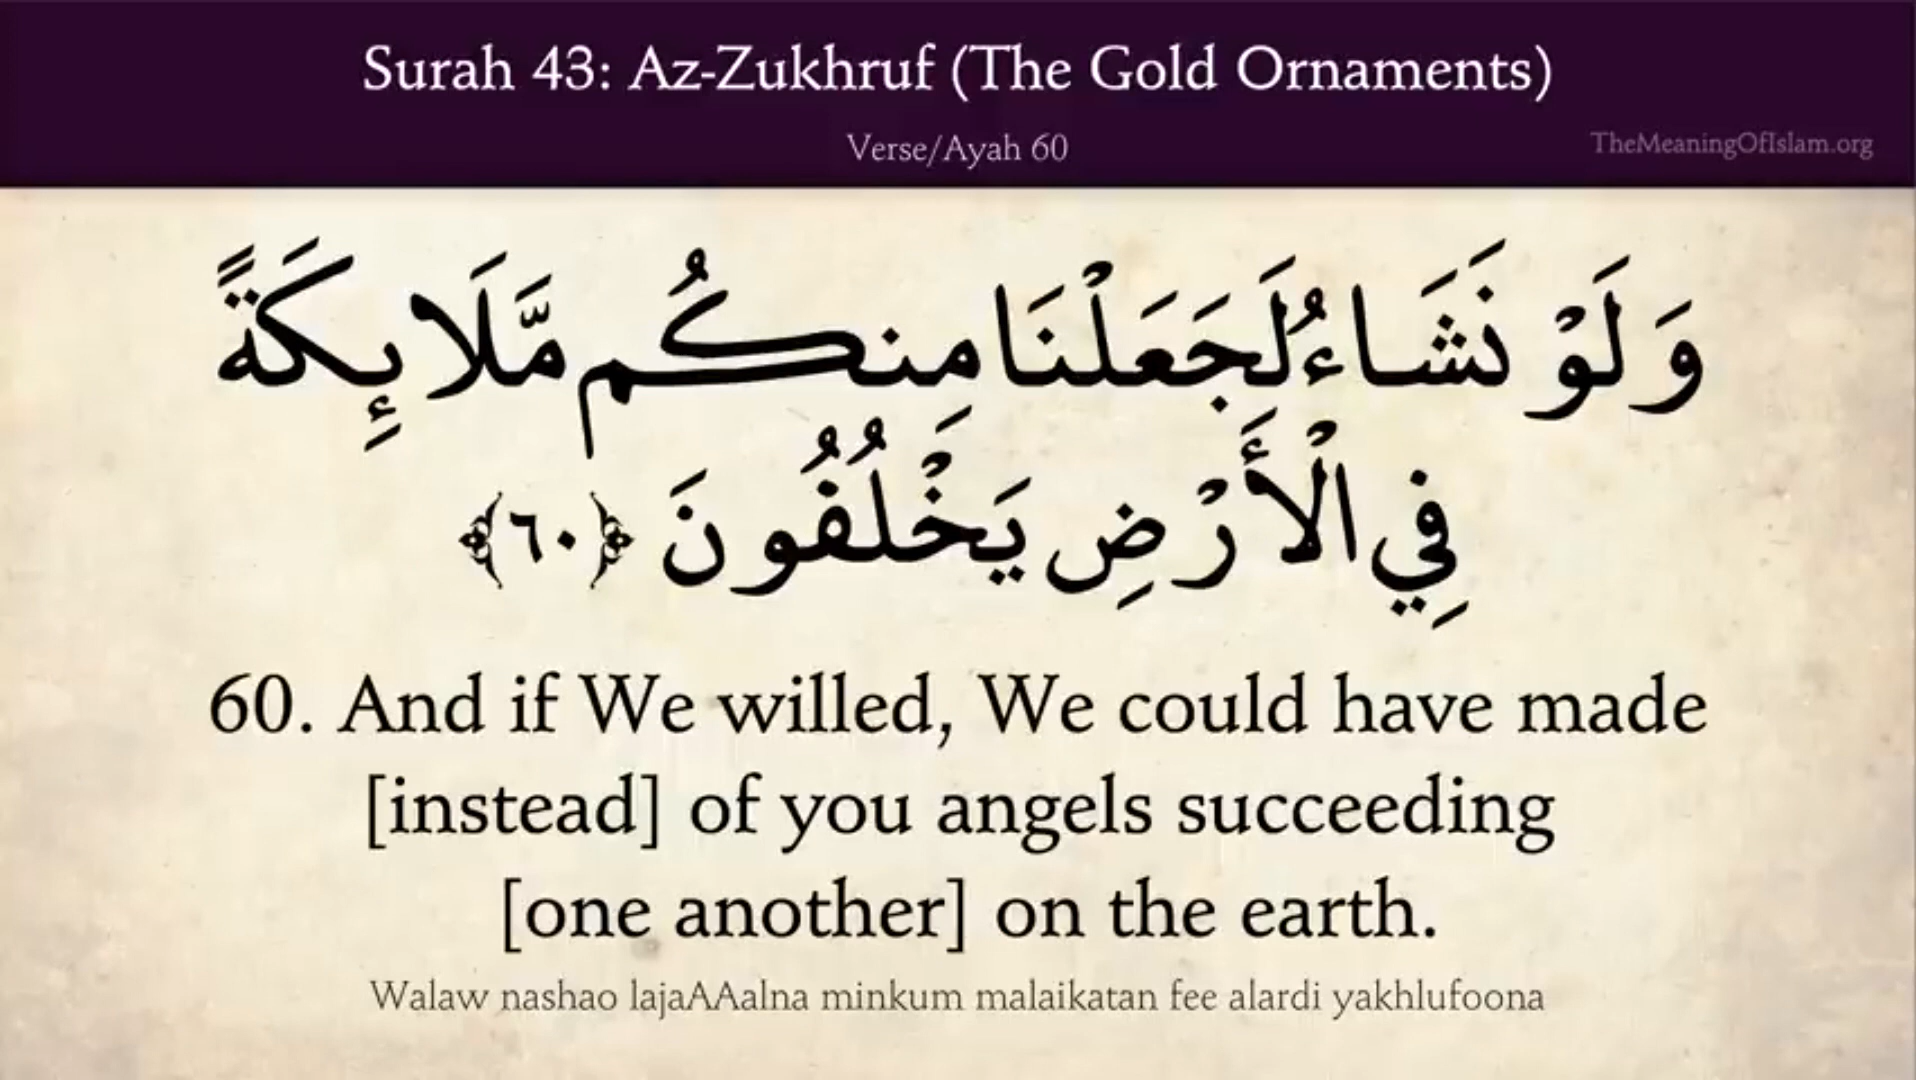 Surah 43: Az-Zukhruf (The Gold Ornaments)
Verse/Ayah 60
TheMeaningOfIslam.org
وَلَوْ نَشَاءُ لَجَعَلْنَا مِنكُم مَّلَائِكَةً
فِي الْأَرْضِ يَخْلُفُونَ ﴿٦٠﴾
60. And if We willed, We could have made
[instead] of you angels succeeding
[one another] on the earth.
Walaw nashao lajaAAalna minkum malaikatan fee alardi yakhlufoona